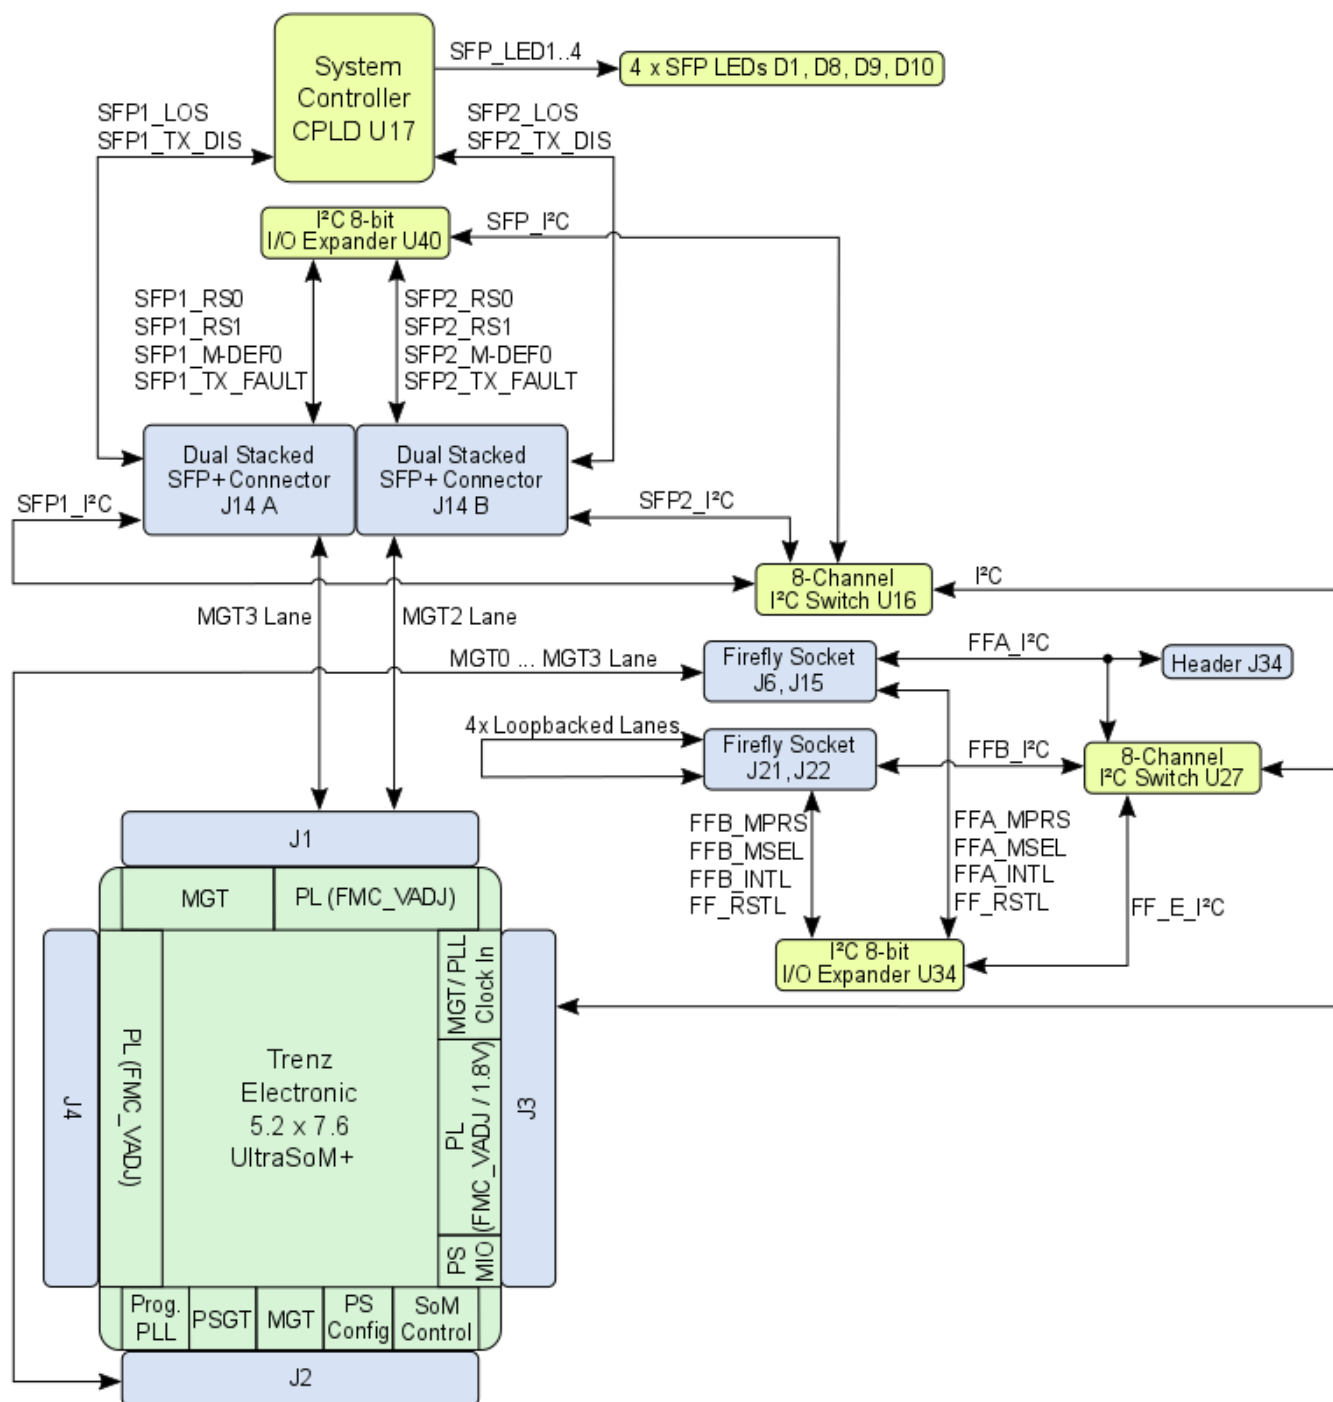 System
Controller
CPLD U17
SFP_LED1..4
4 x SFP LEDs D1, D8, D9, D10
SFP1_LOS
SFP1_TX_DIS
SFP2_LOS
SFP2_TX_DIS
I²C 8-bit
I/O Expander U40
SFP_I²C
SFP1_RS0
SFP1_RS1
SFP1_M-DEF0
SFP1_TX_FAULT
SFP2_RS0
SFP2_RS1
SFP2_M-DEF0
SFP2_TX_FAULT
Dual Stacked
SFP+ Connector
J14 A
Dual Stacked
SFP+ Connector
J14 B
SFP1_I²C
SFP2_I²C
8-Channel
I²C Switch U16
I²C
MGT3 Lane
MGT2 Lane
MGT0 ... MGT3 Lane
Firefly Socket
J6, J15
FFA_I²C
Header J34
4x Loopbacked Lanes
Firefly Socket
J21, J22
FFB_I²C
8-Channel
I²C Switch U27
FFB_MPRS
FFB_MSEL
FFB_INTL
FF_RSTL
FFA_MPRS
FFA_MSEL
FFA_INTL
FF_RSTL
FF_E_I²C
I²C 8-bit
I/O Expander U34
J1
MGT
PL (FMC_VADJ)
MGT/ PLL
Clock In
PL (FMC_VADJ)
Trenz
Electronic
5.2 x 7.6
UltraSoM+
PL
(FMC_VADJ / 1.8V)
J4
J3
PS
MIO
Prog.
PLL
PSGT
MGT
PS
Config
SoM
Control
J2